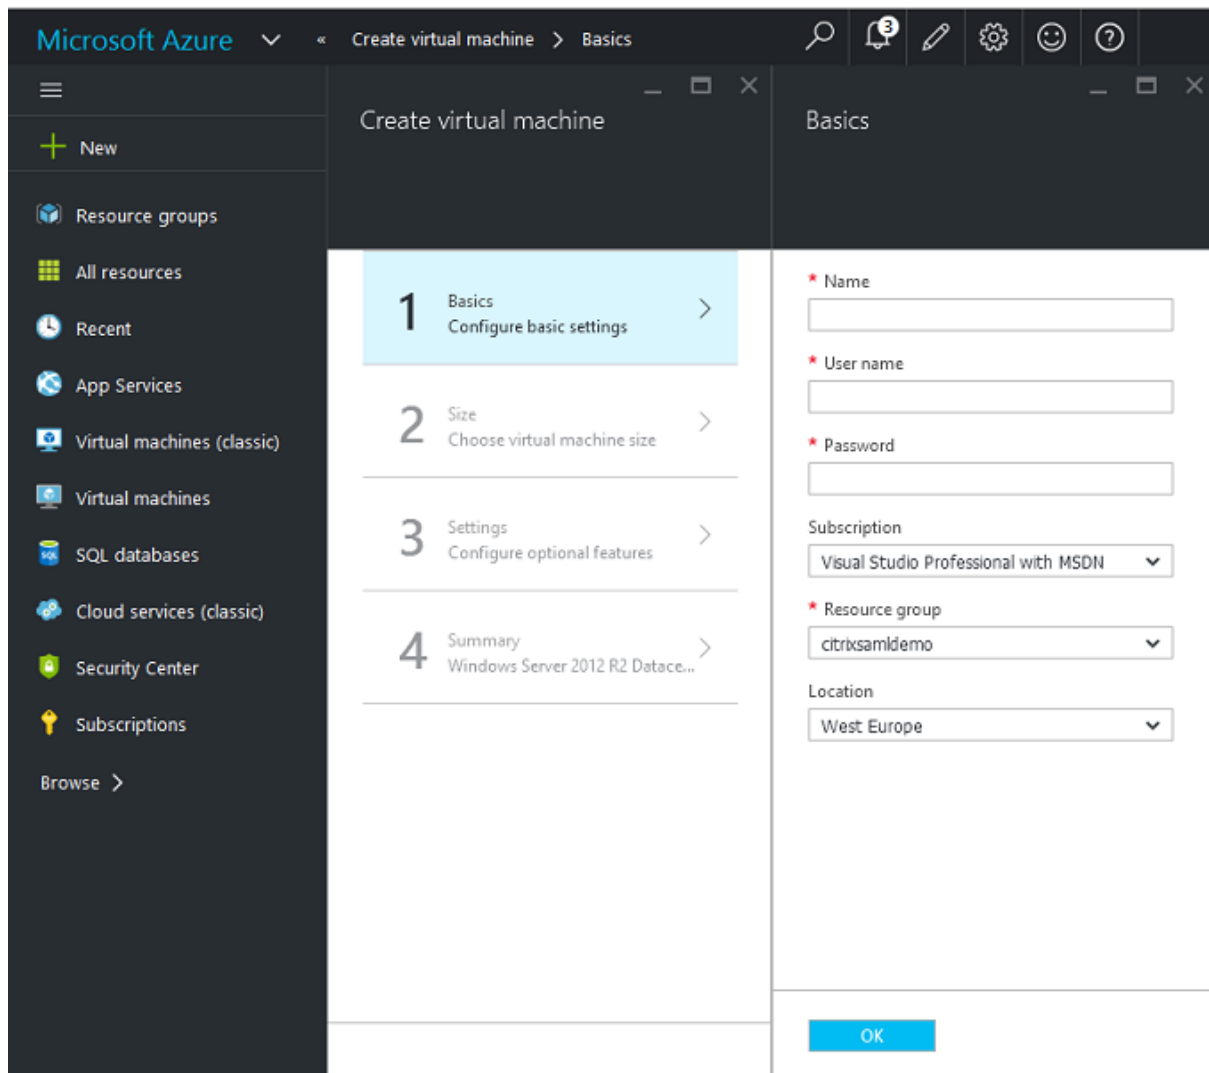 Microsoft Azure
« Create virtual machine > Basics
3
New
Resource groups
All resources
Recent
App Services
Virtual machines (classic)
Virtual machines
SQL databases
Cloud services (classic)
Security Center
Subscriptions
Browse >
Create virtual machine
1
Basics
Configure basic settings
2
Size
Choose virtual machine size
3
Settings
Configure optional features
4
Summary
Windows Server 2012 R2 Datace...
Basics
* Name
* User name
* Password
Subscription
Visual Studio Professional with MSDN
* Resource group
citrixsamldemo
Location
West Europe
OK